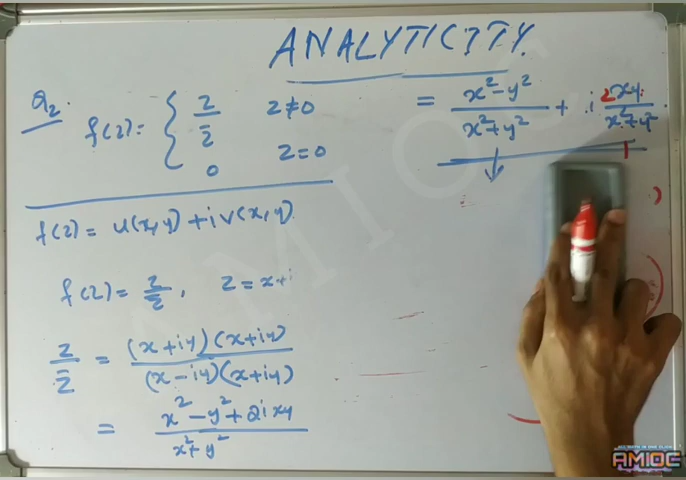 ANALYTICITY
Q2. f(z) = { z/z̄ z≠0
0 z=0
f(z) = u(x,y) + i v(x,y)
f(z) = z/z̄, z = x+i
z/z̄ = (x+iy)(x+iy)/(x-iy)(x+iy)
= x²-y²+2ixy/x²+y²
= x²-y²/x²+y² + i 2xy/x²+y²
AMIOC
AMIOC